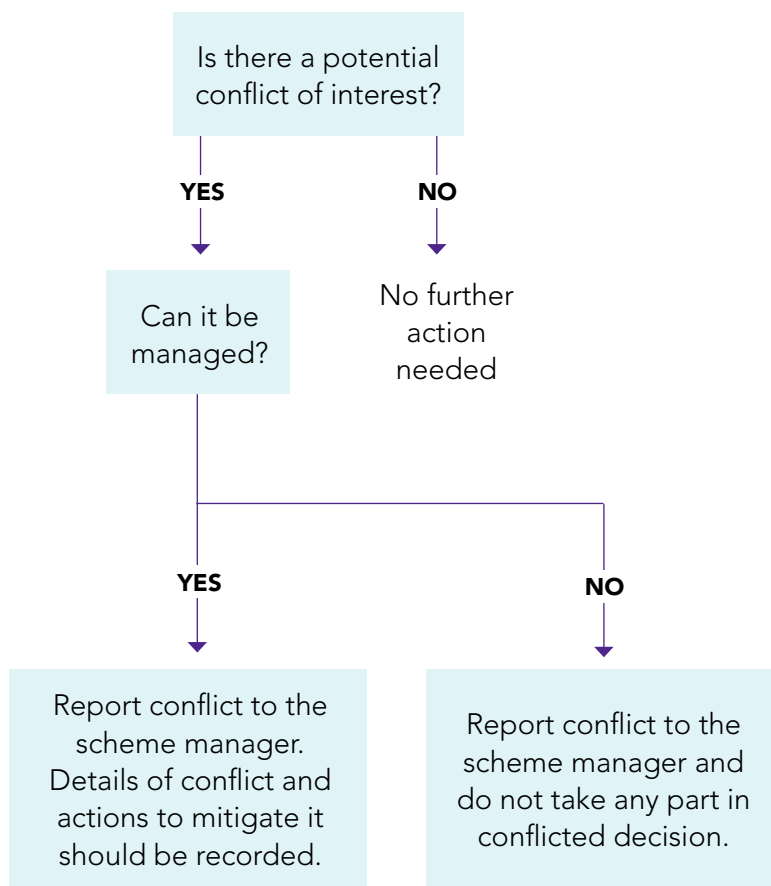 Is there a potential
conflict of interest?
YES
NO
Can it be
managed?
No further
action
needed
YES
NO
Report conflict to the
scheme manager.
Details of conflict and
actions to mitigate it
should be recorded.
Report conflict to the
scheme manager and
do not take any part in
conflicted decision.